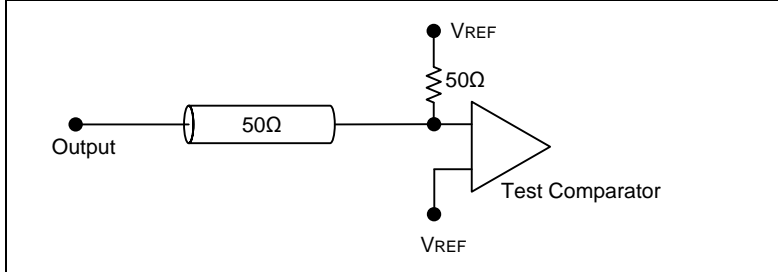 VREF
50Ω
50Ω
Output
Test Comparator
VREF